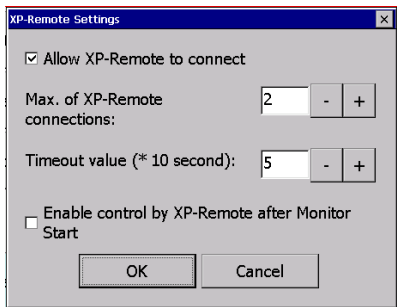 XP-Remote Settings
Allow XP-Remote to connect
Max. of XP-Remote
connections:
2
-
+
Timeout value (* 10 second):
5
-
+
Enable control by XP-Remote after Monitor
Start
OK
Cancel